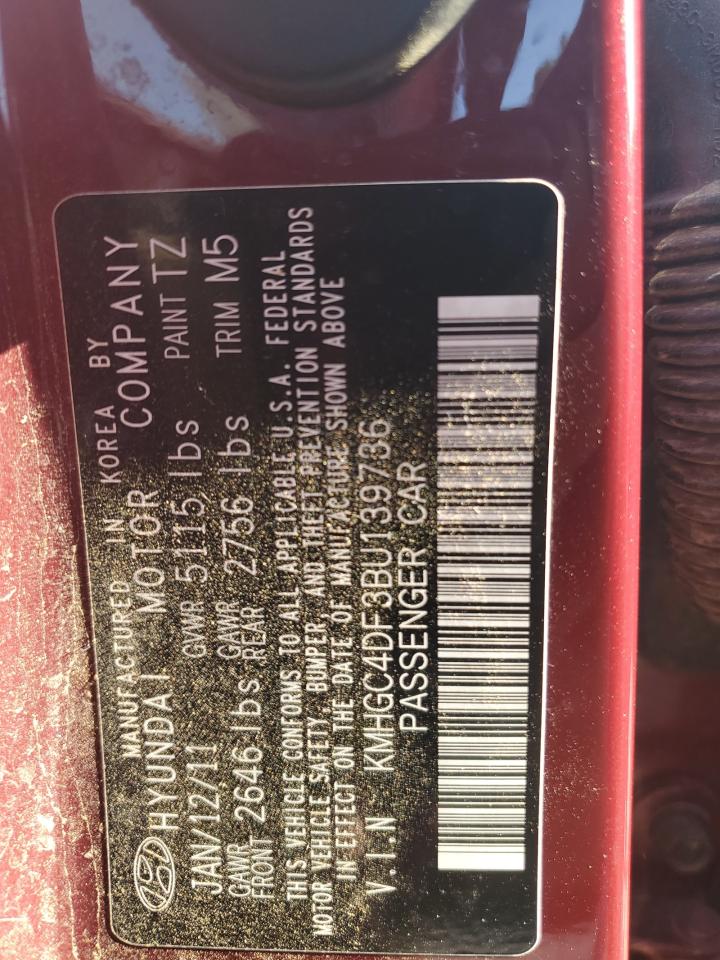 MANUFACTURED IN KOREA BY
HYUNDAI MOTOR COMPANY
JAN/12/11 GVWR 5115 lbs PAINT TZ
GAWR FRONT 2646 lbs GAWR REAR 2756 lbs TRIM M5
THIS VEHICLE CONFORMS TO ALL APPLICABLE U.S.A. FEDERAL
MOTOR VEHICLE SAFETY, BUMPER AND THEFT PREVENTION STANDARDS
IN EFFECT ON THE DATE OF MANUFACTURE SHOWN ABOVE
V.I.N KMHGC4DF3BU139736
PASSENGER CAR